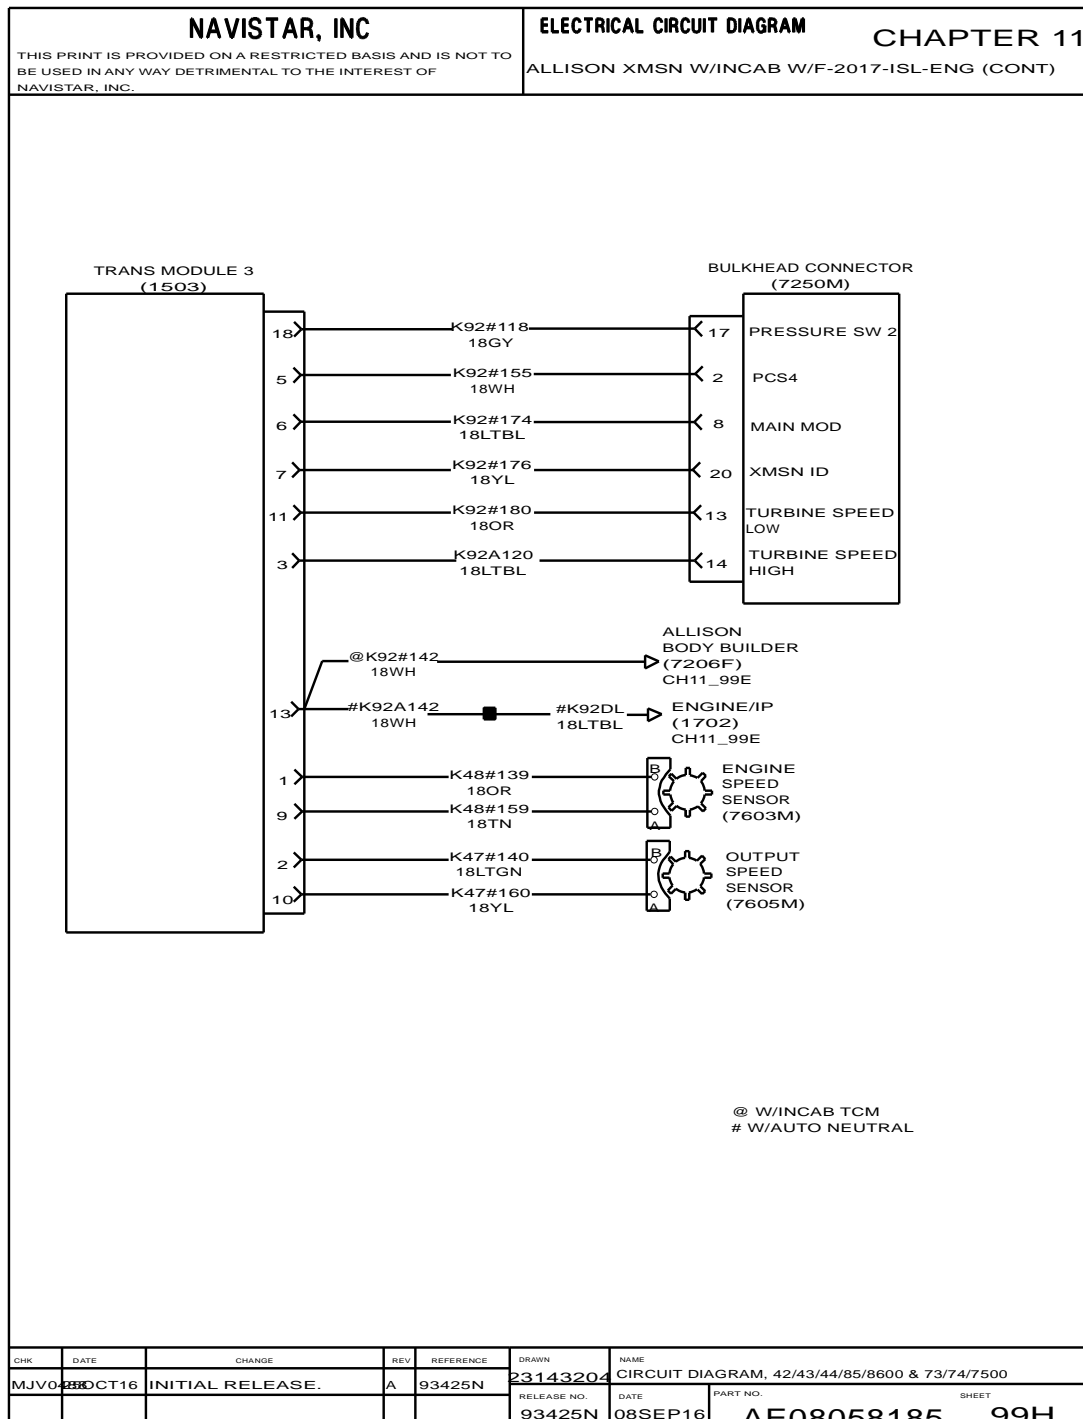 NAVISTAR, INC
THIS PRINT IS PROVIDED ON A RESTRICTED BASIS AND IS NOT TO
BE USED IN ANY WAY DETRIMENTAL TO THE INTEREST OF
NAVISTAR, INC.
ELECTRICAL CIRCUIT DIAGRAM
CHAPTER 11
ALLISON XMSN W/INCAB W/F-2017-ISL-ENG (CONT)
TRANS MODULE 3
(1503)
BULKHEAD CONNECTOR
(7250M)
18 K92#118 17 PRESSURE SW 2
18GY
5 K92#155 2 PCS4
18WH
6 K92#174 8 MAIN MOD
18LTBL
7 K92#176 20 XMSN ID
18YL
11 K92#180 13 TURBINE SPEED
18OR LOW
3 K92A120 14 TURBINE SPEED
18LTBL HIGH
@K92#142
18WH
ALLISON
BODY BUILDER
(7206F)
CH11_99E
13 #K92A142
18WH
#K92DL
18LTBL
ENGINE/IP
(1702)
CH11_99E
1 K48#139 B
18OR
9 K48#159 A
18TN
ENGINE
SPEED
SENSOR
(7603M)
2 K47#140 B
18LTGN
10 K47#160 A
18YL
OUTPUT
SPEED
SENSOR
(7605M)
@ W/INCAB TCM
# W/AUTO NEUTRAL
CHK DATE CHANGE REV REFERENCE
OCT16 INITIAL RELEASE. A 93425N
DRAWN
23143204
NAME
CIRCUIT DIAGRAM, 42/43/44/85/8600 & 73/74/7500
RELEASE NO.
93425N
DATE
08SEP16
PART NO.
AE08058185
SHEET
99H